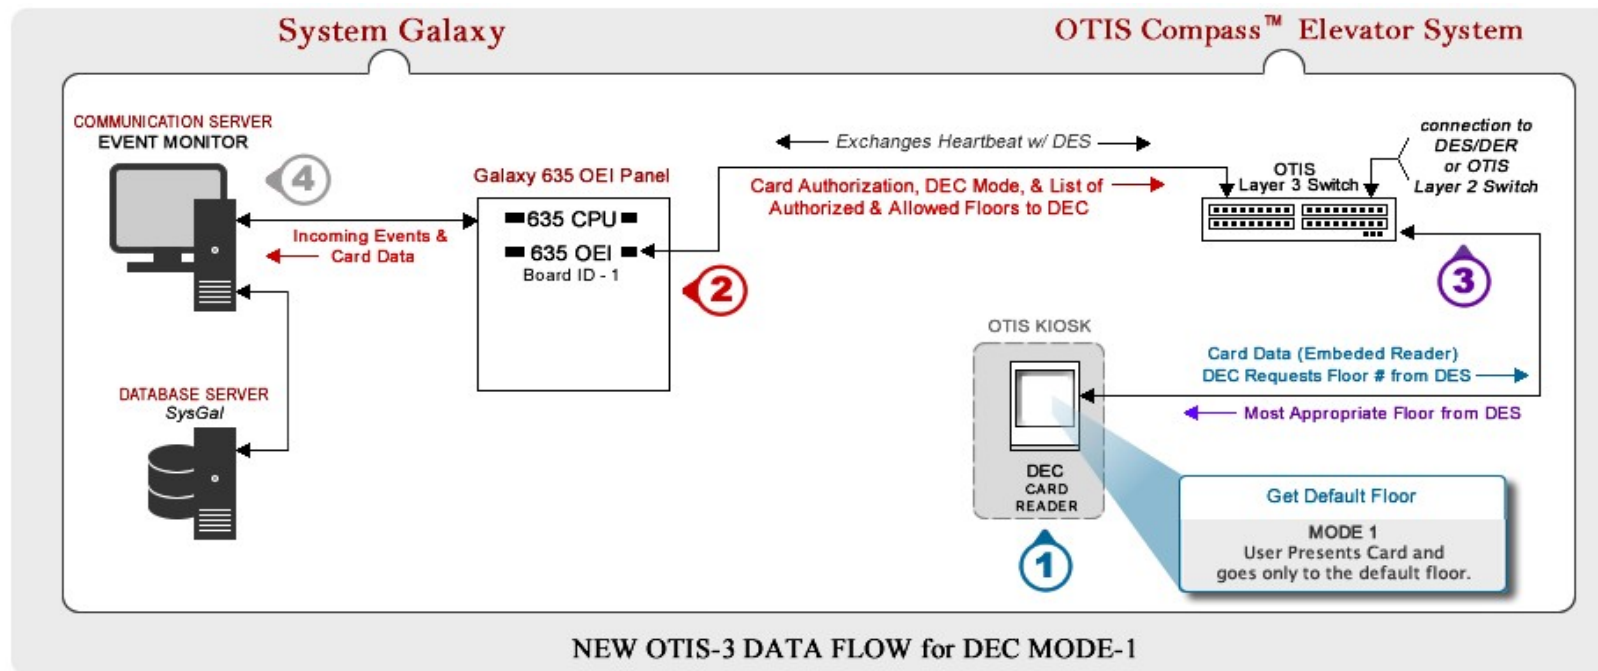 System Galaxy
OTIS Compass™ Elevator System
COMMUNICATION SERVER
EVENT MONITOR
4
Incoming Events &
Card Data
DATABASE SERVER
SysGal
Galaxy 635 OEI Panel
635 CPU
635 OEI
Board ID - 1
2
Exchanges Heartbeat w/ DES
Card Authorization, DEC Mode, & List of
Authorized & Allowed Floors to DEC
OTIS
Layer 3 Switch
connection to
DES/DER
or OTIS
Layer 2 Switch
3
OTIS KIOSK
DEC
CARD
READER
1
Card Data (Embeded Reader)
DEC Requests Floor # from DES
Most Appropriate Floor from DES
Get Default Floor
MODE 1
User Presents Card and
goes only to the default floor.
NEW OTIS-3 DATA FLOW for DEC MODE-1